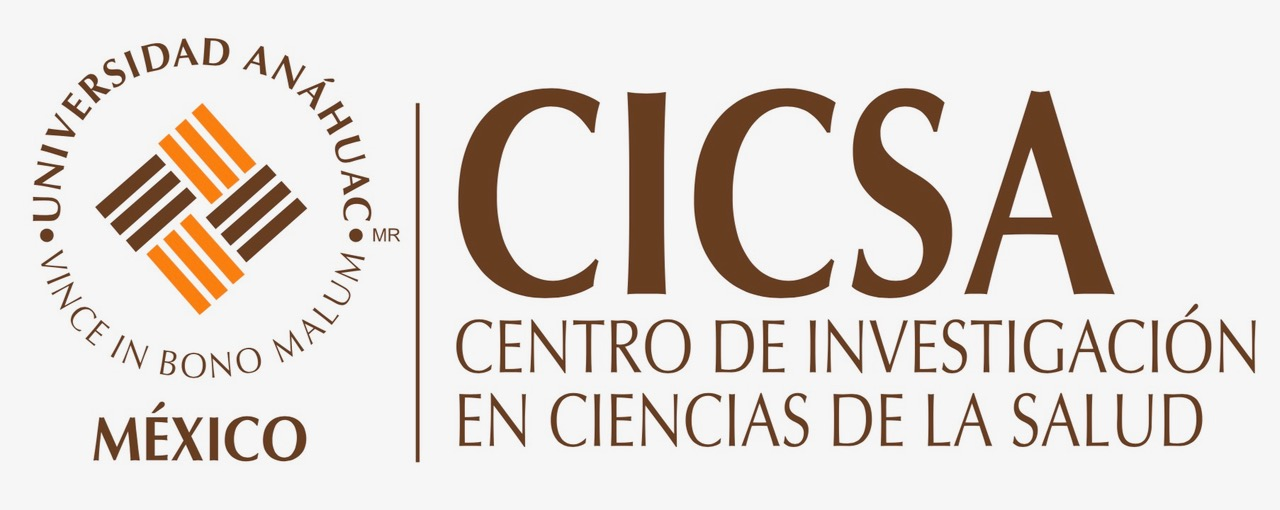 • UNIVERSIDAD ANÁHUAC •
VINCE IN BONO MALUM
MR
MÉXICO
CICSA
CENTRO DE INVESTIGACIÓN
EN CIENCIAS DE LA SALUD